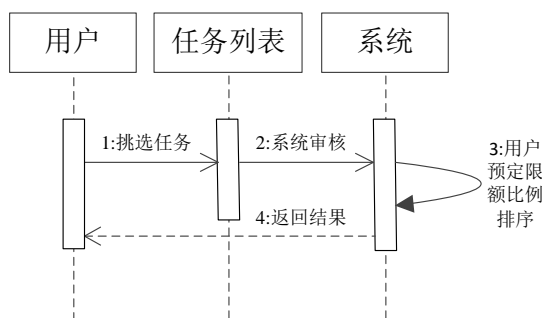 用户
任务列表
系统
1:挑选任务
2:系统审核
3:用户
预定限
额比例
排序
4:返回结果